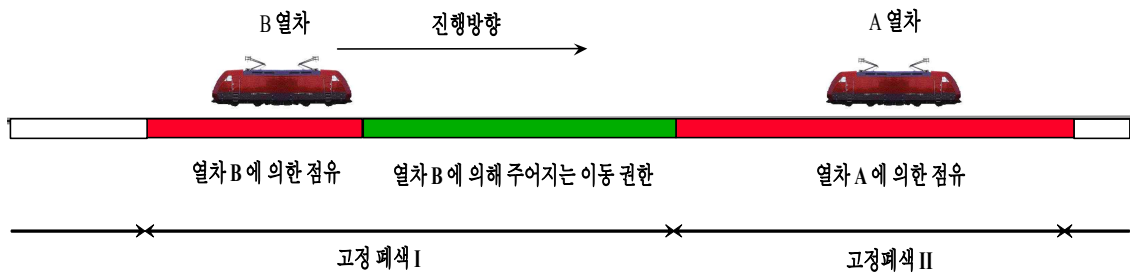 B 열차
진행방향
A 열차
열차 B 에 의한 점유
열차 B 에 의해 주어지는 이동 권한
열차 A 에 의한 점유
고정 폐색 I
고정폐색 II